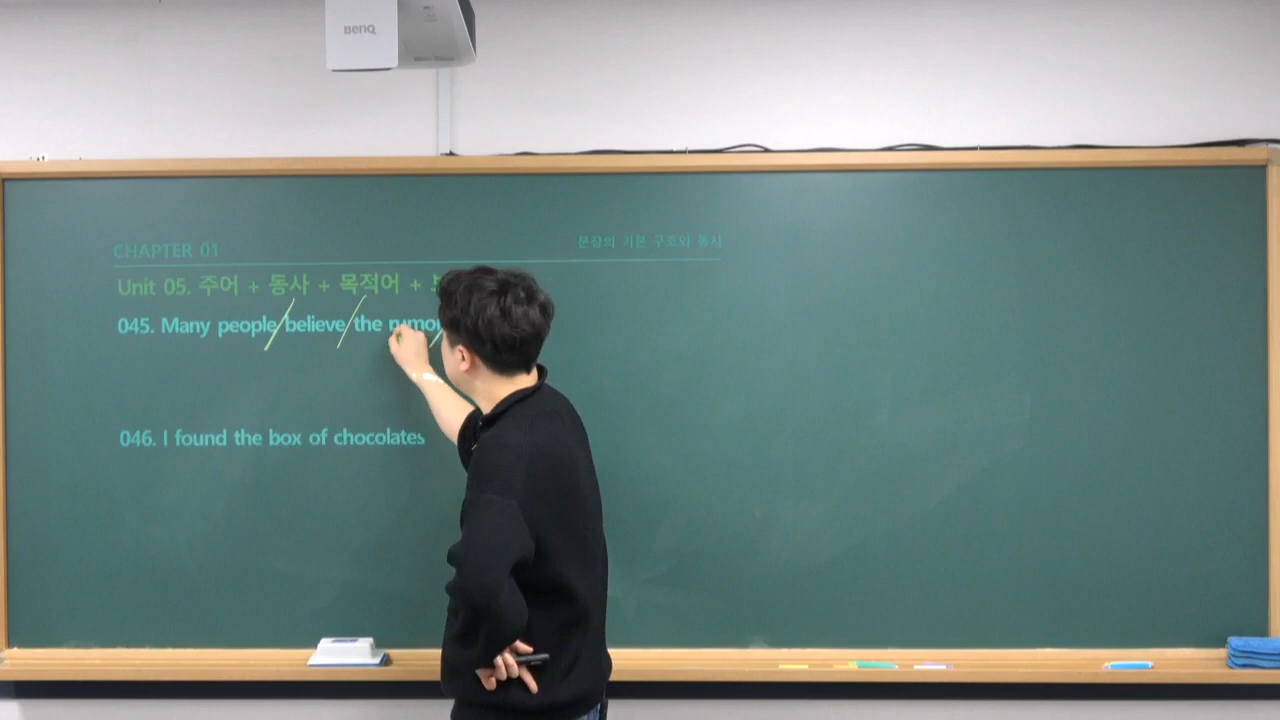 BenQ
CHAPTER 01
문장의 기본 구조와 동사
Unit 05. 주어 + 동사 + 목적어 +
045. Many people believe the rumo
046. I found the box of chocolates